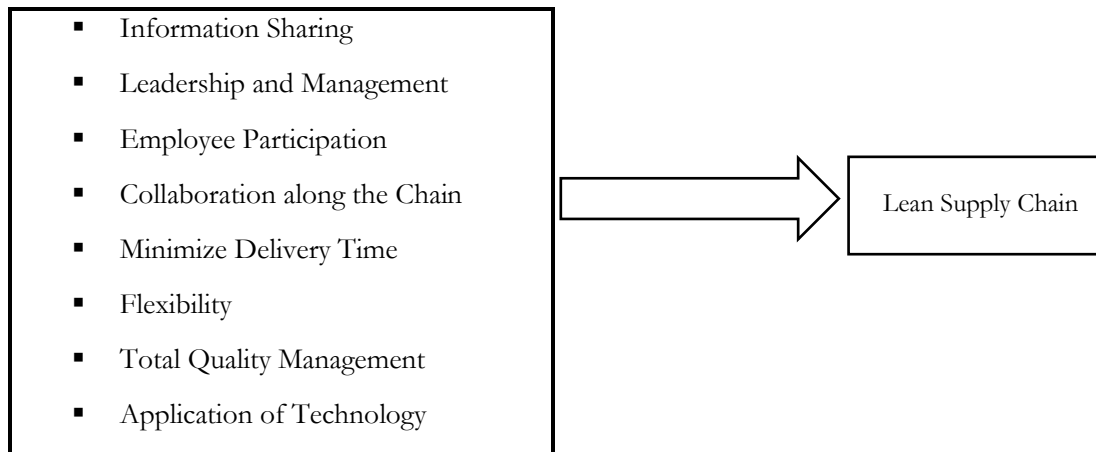 ▪ Information Sharing
▪ Leadership and Management
▪ Employee Participation
▪ Collaboration along the Chain
▪ Minimize Delivery Time
▪ Flexibility
▪ Total Quality Management
▪ Application of Technology
Lean Supply Chain